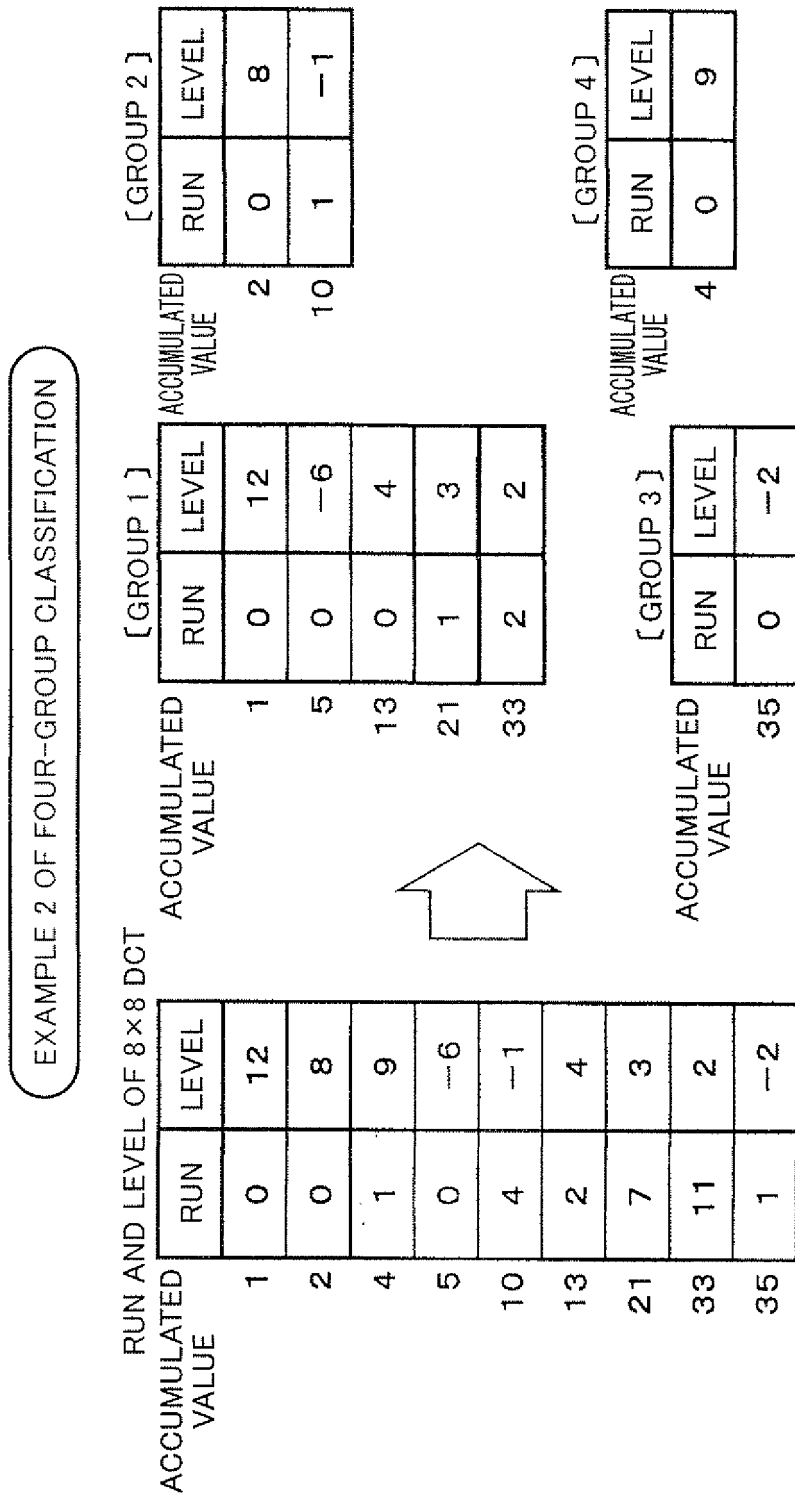 EXAMPLE 2 OF FOUR-GROUP CLASSIFICATION
RUN AND LEVEL OF 8×8 DCT
ACCUMULATED
VALUE
RUN LEVEL
1 0 12
2 0 8
4 1 9
5 0 −6
10 4 −1
13 2 4
21 7 3
33 11 2
35 1 −2
[GROUP 1]
ACCUMULATED
VALUE
RUN LEVEL
1 0 12
5 0 −6
13 0 4
21 1 3
33 2 2
[GROUP 2]
ACCUMULATED
VALUE
RUN LEVEL
2 0 8
10 1 −1
[GROUP 3]
ACCUMULATED
VALUE
RUN LEVEL
35 0 −2
[GROUP 4]
ACCUMULATED
VALUE
RUN LEVEL
4 0 9